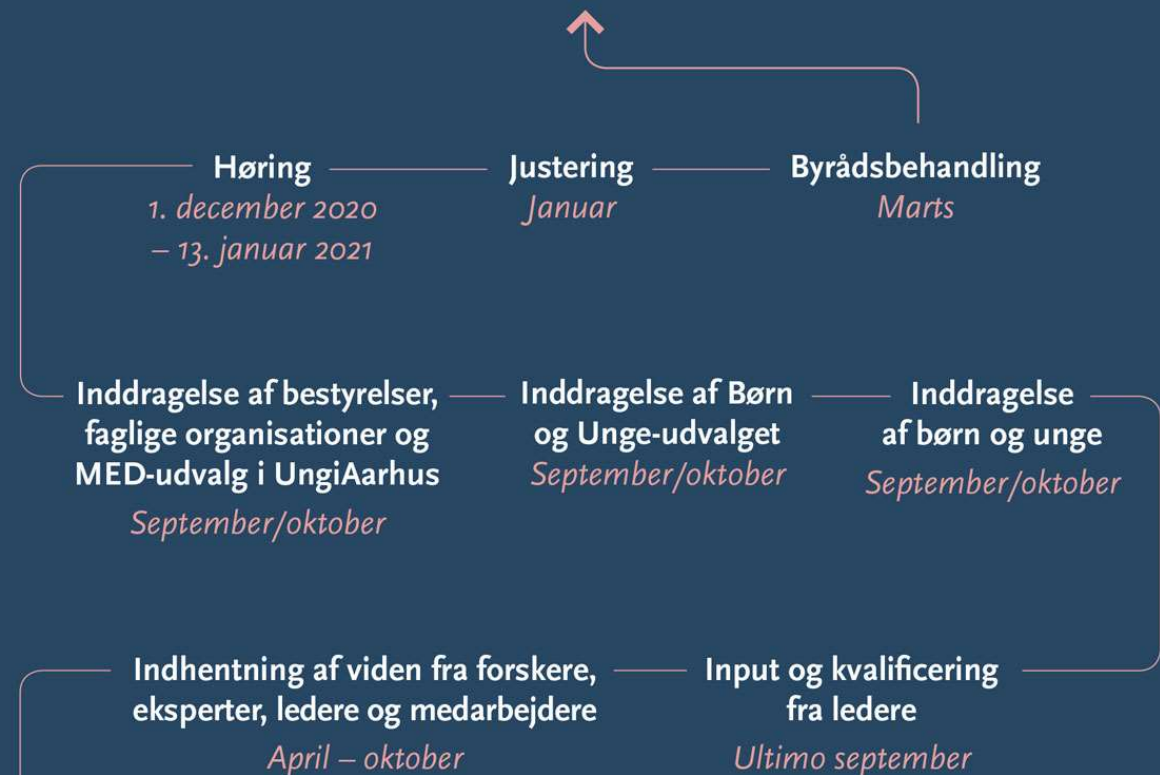 Høring
1. december 2020
– 13. januar 2021
Justering
Januar
Byrådsbehandling
Marts
Inddragelse af bestyrelser,
faglige organisationer og
MED-udvalg i UngiAarhus
September/oktober
Inddragelse af Børn
og Unge-udvalget
September/oktober
Inddragelse
af børn og unge
September/oktober
Indhentning af viden fra forskere,
eksperter, ledere og medarbejdere
April – oktober
Input og kvalificering
fra ledere
Ultimo september